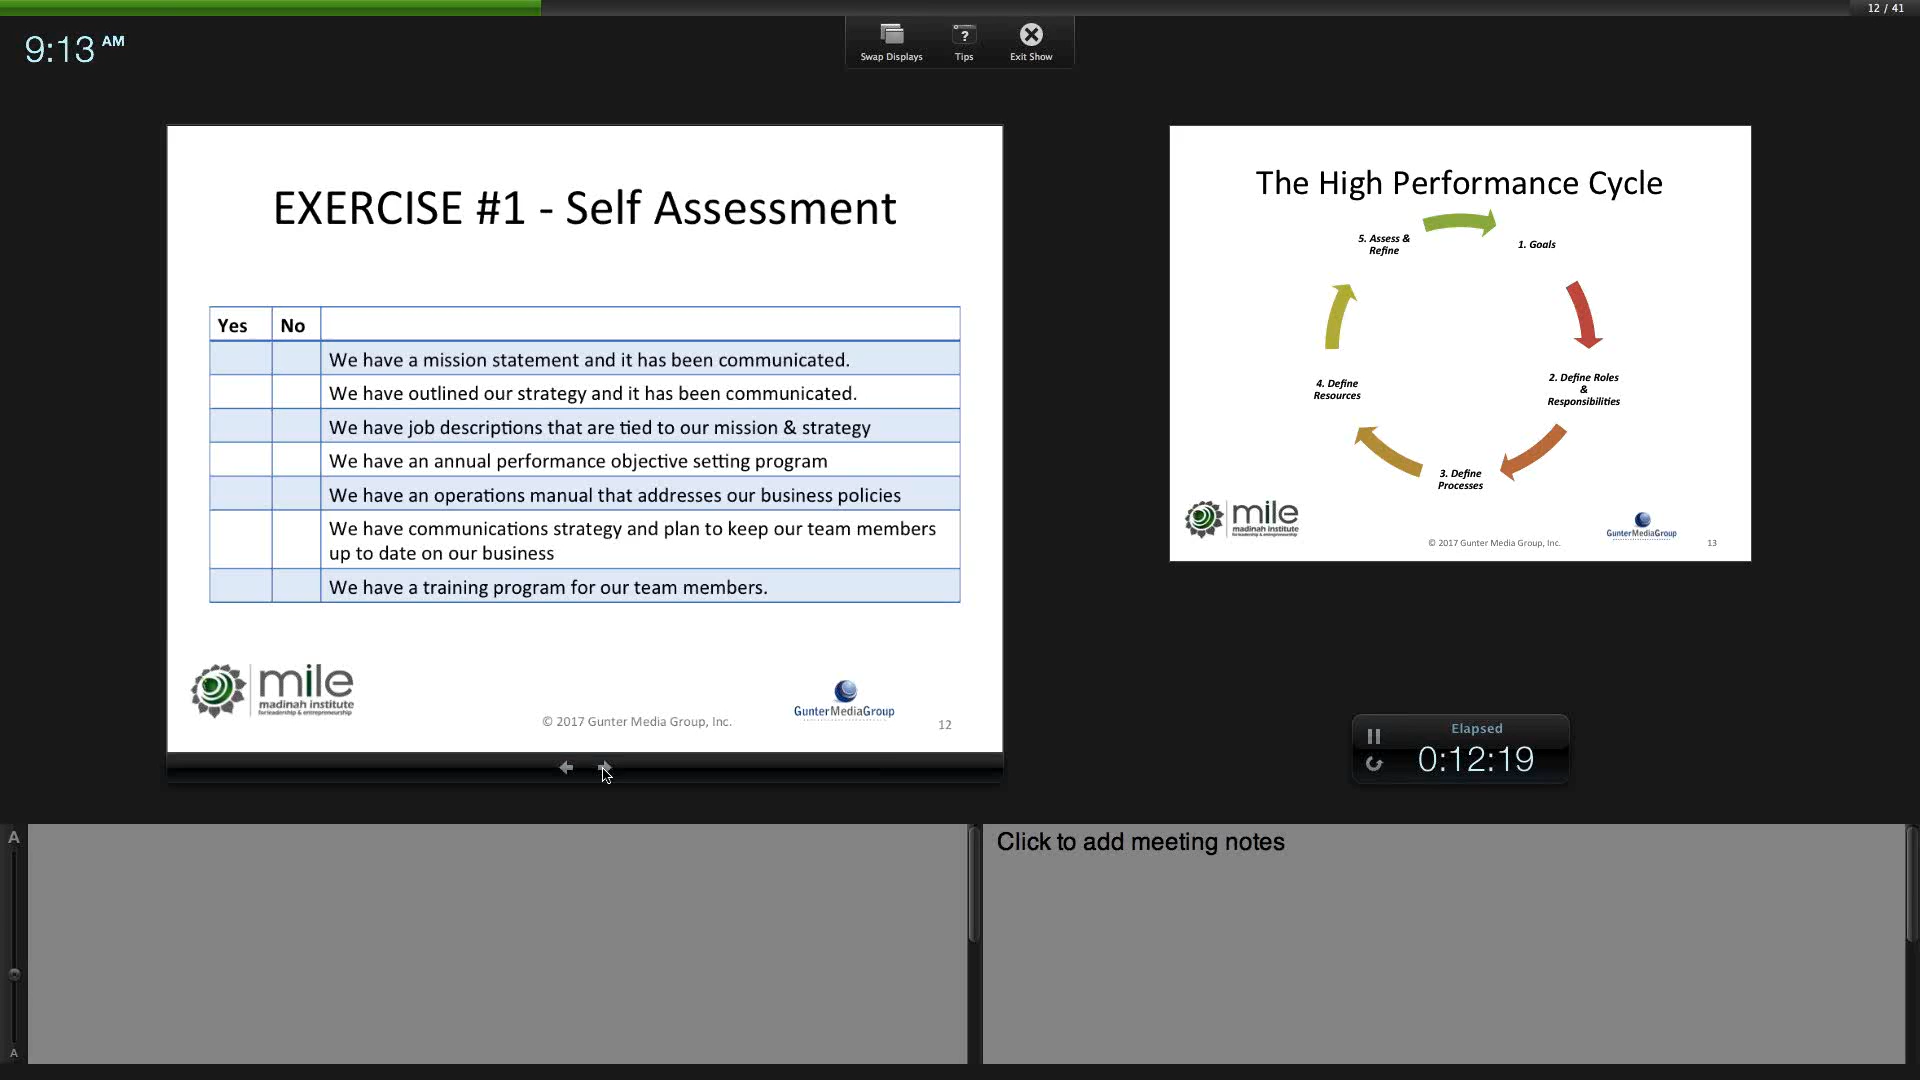 12 / 41
9:13 AM
Swap Displays
Tips
Exit Show
EXERCISE #1 - Self Assessment
Yes No
We have a mission statement and it has been communicated.
We have outlined our strategy and it has been communicated.
We have job descriptions that are tied to our mission & strategy
We have an annual performance objective setting program
We have an operations manual that addresses our business policies
We have communications strategy and plan to keep our team members
up to date on our business
We have a training program for our team members.
mile
madinah institute
for leadership & entrepreneurship
© 2017 Gunter Media Group, Inc.
GunterMediaGroup
12
The High Performance Cycle
5. Assess &
Refine
1. Goals
4. Define
Resources
2. Define Roles
&
Responsibilities
3. Define
Processes
mile
madinah institute
for leadership & entrepreneurship
© 2017 Gunter Media Group, Inc.
GunterMediaGroup
13
Elapsed
0:12:19
A
A
Click to add meeting notes